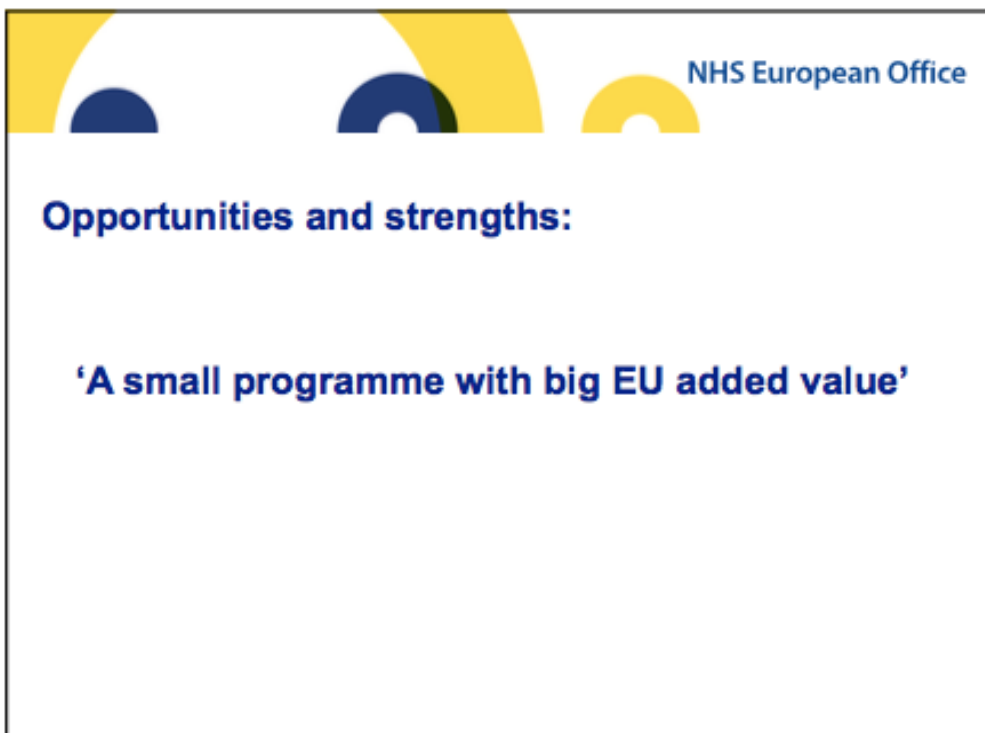 NHS European Office
Opportunities and strengths:
‘A small programme with big EU added value’